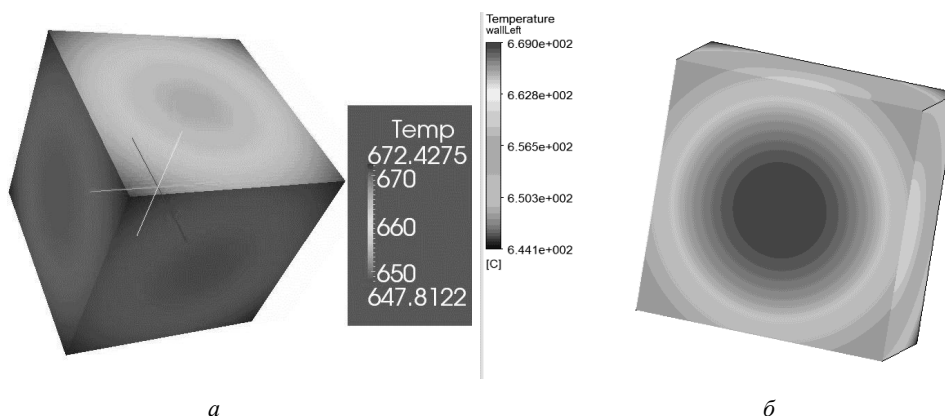 Temp
672.4275
670
660
650
647.8122
Temperature
wallLeft
6.690e+002
6.628e+002
6.565e+002
6.503e+002
6.441e+002
[C]
а
б